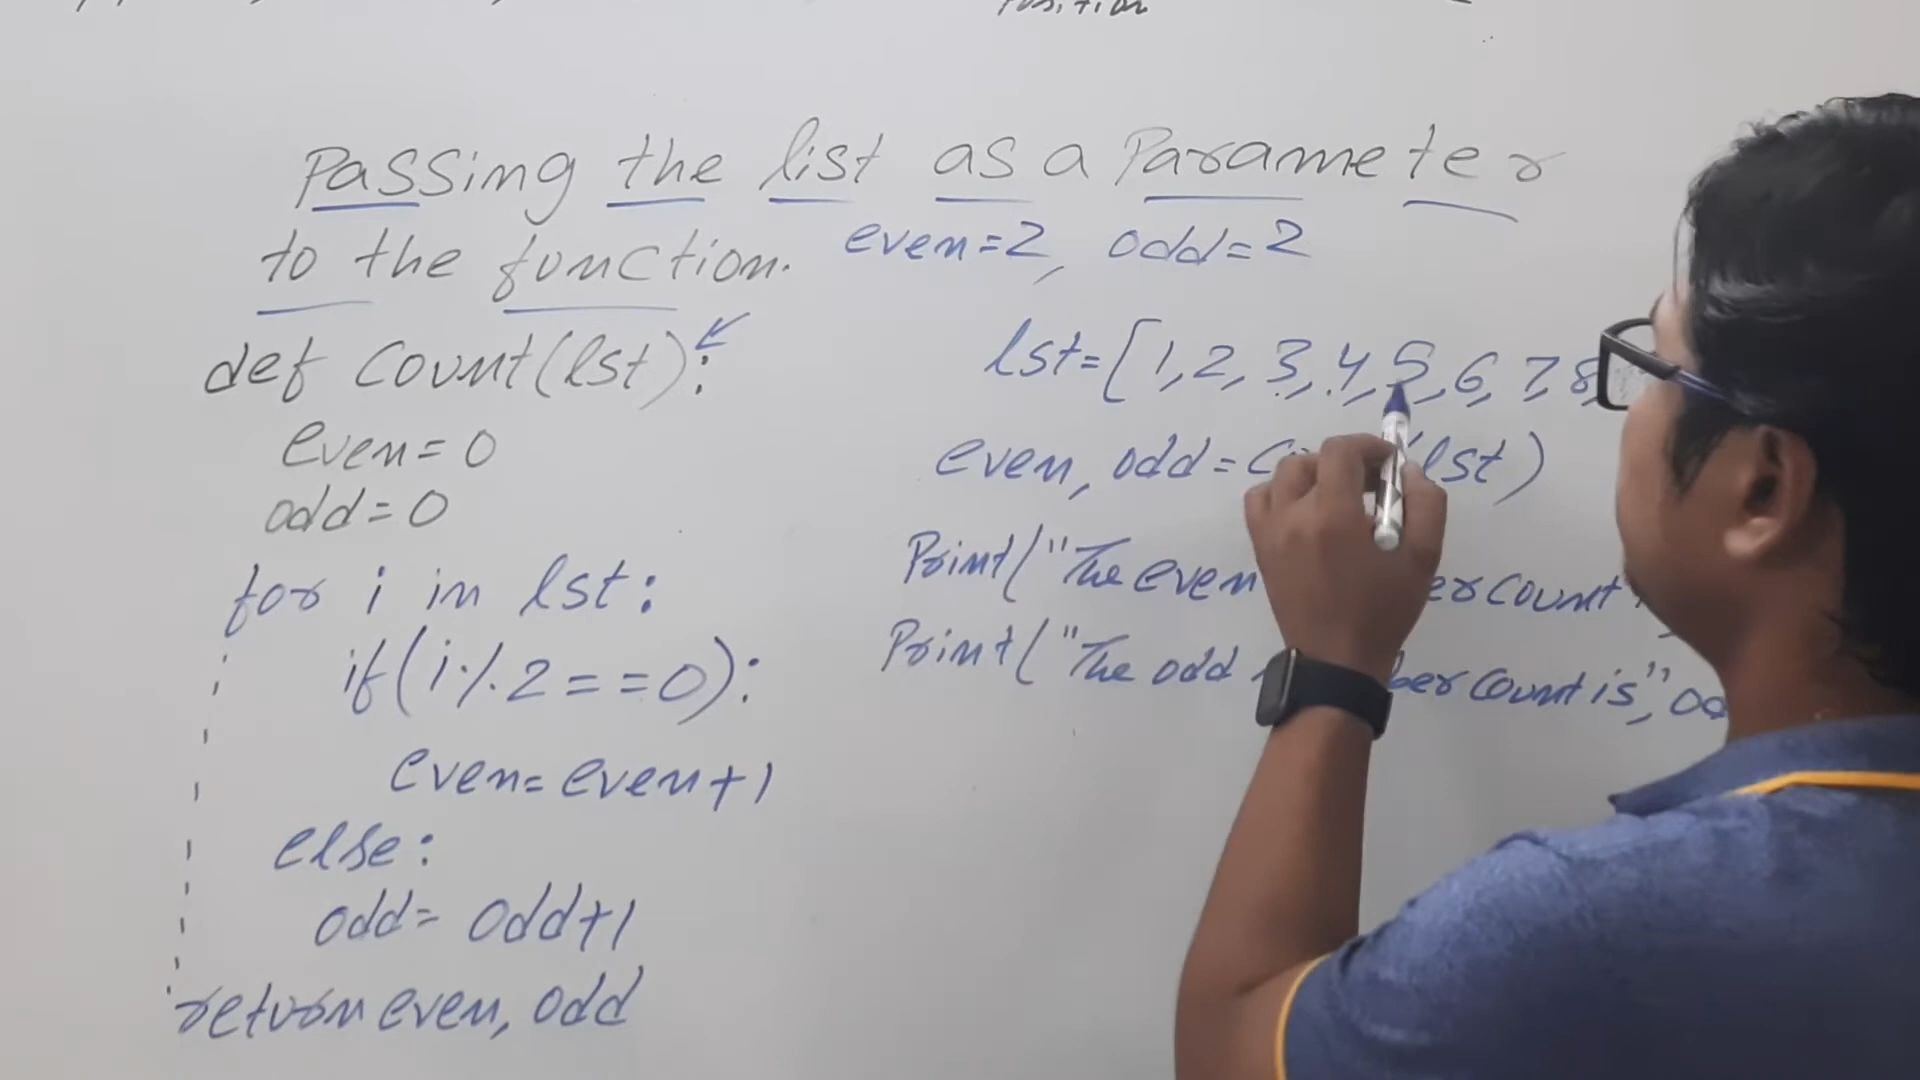 Position
Passing the list as a Parameter
to the function.
even=2, odd=2
def Count(lst):
even=0
odd=0
for i in lst:
if(i%2==0):
even=even+1
else:
odd=odd+1
return even, odd
lst=[1,2,3,4,5,6,7,8,
even, odd=C (lst)
Print("The even er count
Print("The odd ber count is",